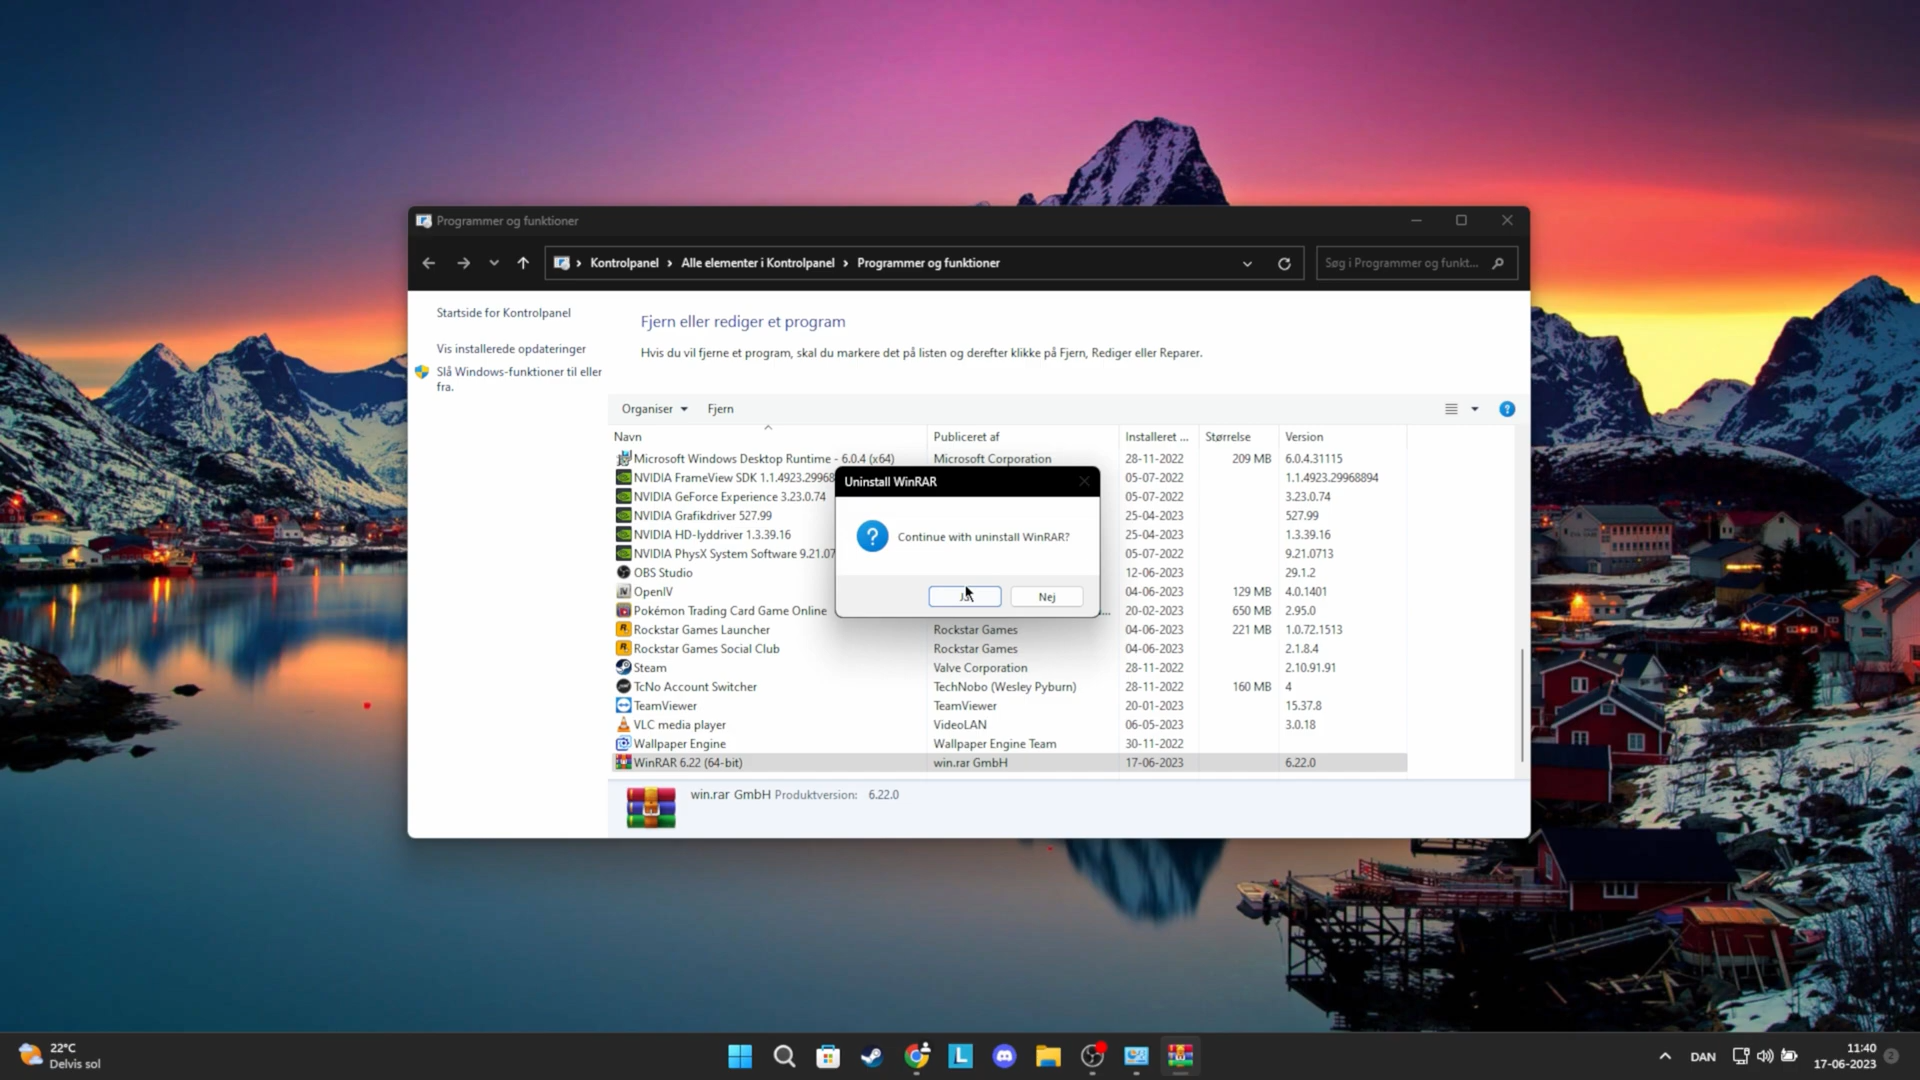 Programmer og funktioner
Kontrolpanel
Alle elementer i Kontrolpanel
Programmer og funktioner
Søg i Programmer og funkt...
Startside for Kontrolpanel
Vis installerede opdateringer
Slå Windows-funktioner til eller
fra.
Fjern eller rediger et program
Hvis du vil fjerne et program, skal du markere det på listen og derefter klikke på Fjern, Rediger eller Reparer.
Organiser
Fjern
Navn Publiceret af Installeret ... Størrelse Version
Microsoft Windows Desktop Runtime - 6.0.4 (x64) Microsoft Corporation 28-11-2022 209 MB 6.0.4.31115
NVIDIA FrameView SDK 1.1.4923.29968 05-07-2022 1.1.4923.29968894
NVIDIA GeForce Experience 3.23.0.74 05-07-2022 3.23.0.74
NVIDIA Grafikdriver 527.99 25-04-2023 527.99
NVIDIA HD-lyddriver 1.3.39.16 25-04-2023 1.3.39.16
NVIDIA PhysX System Software 9.21.07 05-07-2022 9.21.0713
OBS Studio 12-06-2023 29.1.2
OpenIV 04-06-2023 129 MB 4.0.1401
Pokémon Trading Card Game Online ... 20-02-2023 650 MB 2.95.0
Rockstar Games Launcher Rockstar Games 04-06-2023 221 MB 1.0.72.1513
Rockstar Games Social Club Rockstar Games 04-06-2023 2.1.8.4
Steam Valve Corporation 28-11-2022 2.10.91.91
TcNo Account Switcher TechNobo (Wesley Pyburn) 28-11-2022 160 MB 4
TeamViewer TeamViewer 20-01-2023 15.37.8
VLC media player VideoLAN 06-05-2023 3.0.18
Wallpaper Engine Wallpaper Engine Team 30-11-2022
WinRAR 6.22 (64-bit) win.rar GmbH 17-06-2023 6.22.0
Uninstall WinRAR
Continue with uninstall WinRAR?
Ja Nej
win.rar GmbH Produktversion: 6.22.0
22°C
Delvis sol
DAN
11:40
17-06-2023
2